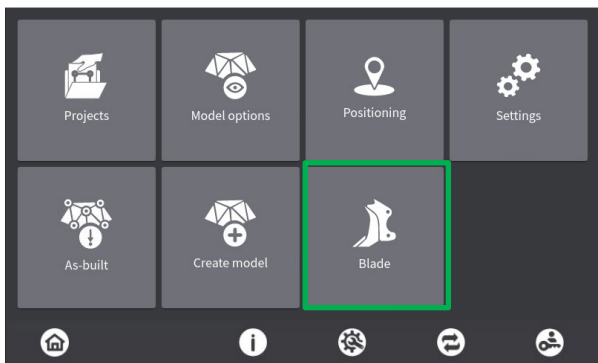 Projects
Model options
Positioning
Settings
As-built
Create model
Blade